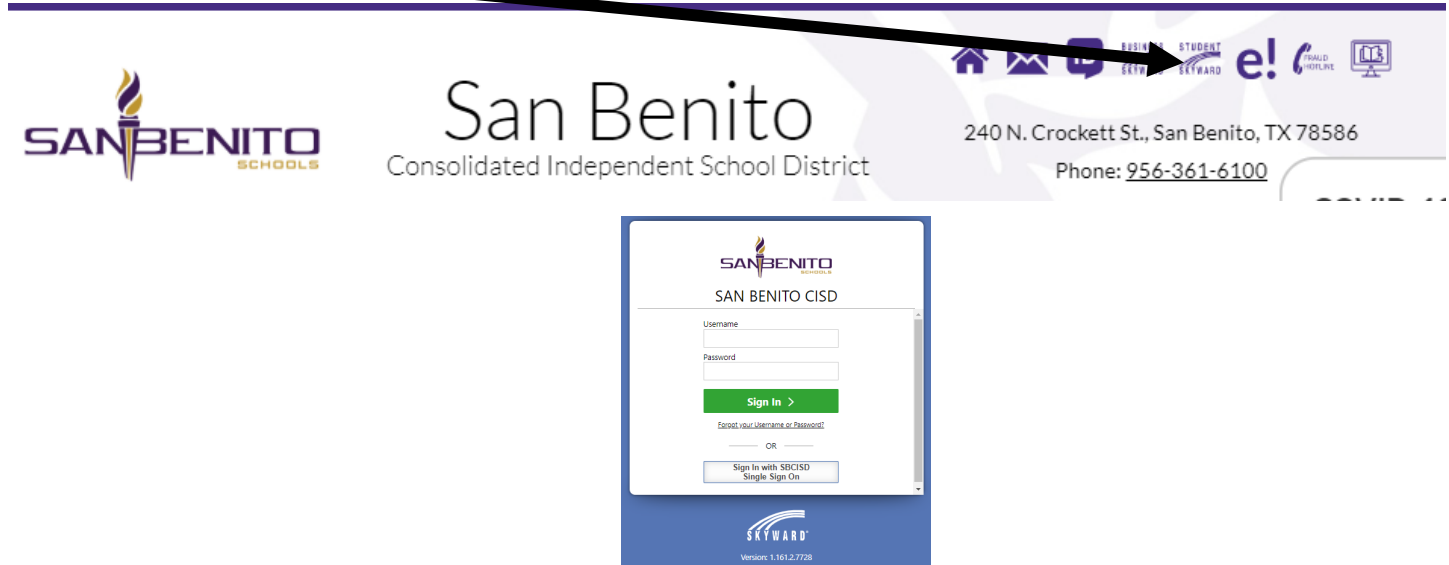 STUDENT
SKYWARD
e!
FRAUD
HOTLINE
SANBENITO
SCHOOLS
San Benito
Consolidated Independent School District
240 N. Crockett St., San Benito, TX 78586
Phone: 956-361-6100
SANBENITO
SCHOOLS
SAN BENITO CISD
Username
Password
Sign In >
Forgot your Username or Password?
OR
Sign In with SBCISD
Single Sign On
SKYWARD
Version: 1.161.2.7728